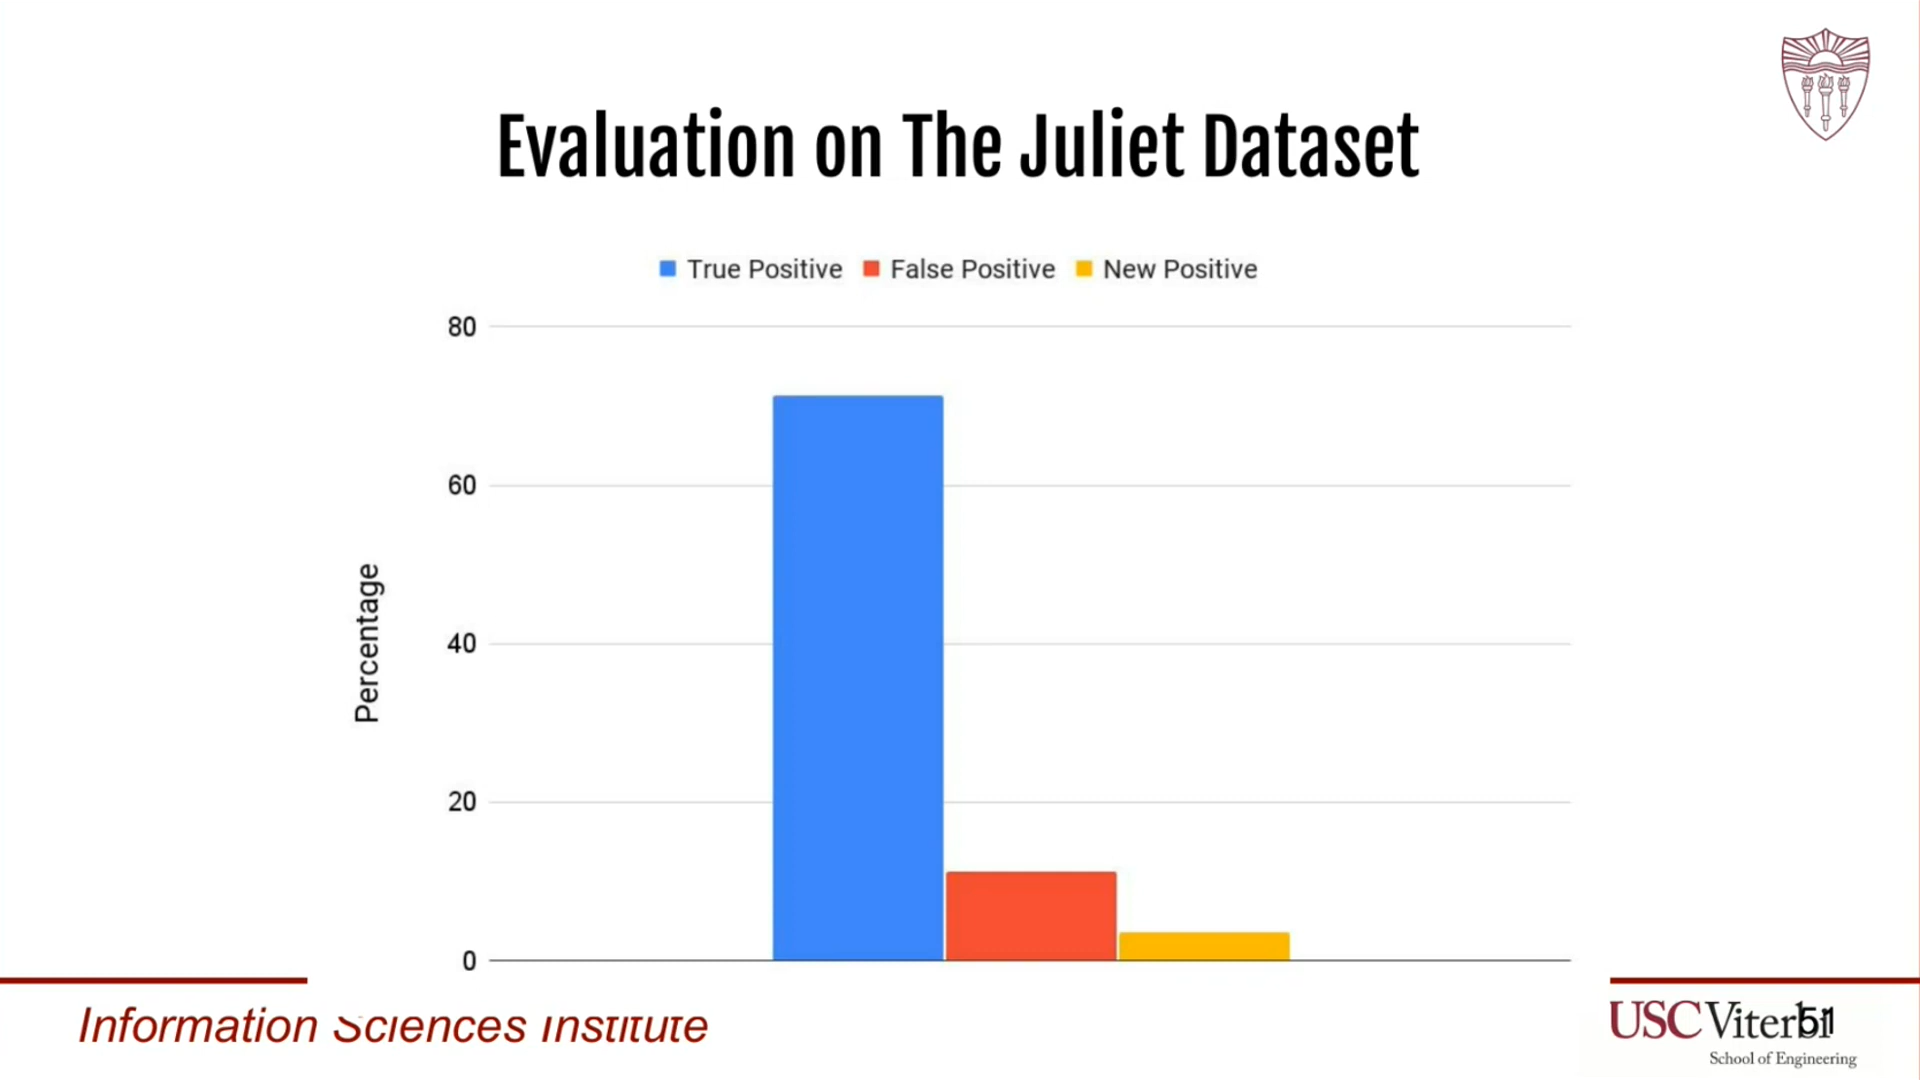 Evaluation on The Juliet Dataset
True Positive False Positive New Positive
80
60
40
20
0
Percentage
Information Sciences Institute
USC Viterbi
51
School of Engineering